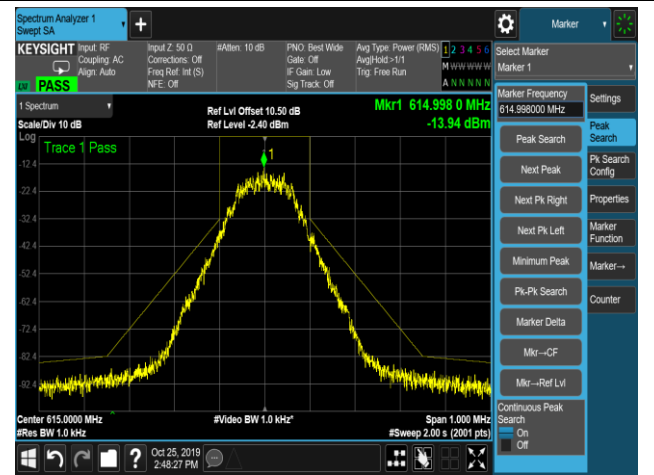 Spectrum Analyzer 1
Swept SA
Marker
KEYSIGHT
Input: RF
Coupling: AC
Align: Auto
Input Z: 50 Ω
Corrections: Off
Freq Ref: Int (S)
NFE: Off
#Atten: 10 dB
PNO: Best Wide
Gate: Off
IF Gain: Low
Sig Track: Off
Avg Type: Power (RMS)
Avg|Hold:>1/1
Trig: Free Run
1 2 3 4 5 6
M W W W W W
A N N N N N
PASS
Select Marker
Marker 1
1 Spectrum
Scale/Div 10 dB
Log
Ref Lvl Offset 10.50 dB
Ref Level -2.40 dBm
Mkr1 614.998 0 MHz
-13.94 dBm
Trace 1 Pass
1
-12.4
-22.4
-32.4
-42.4
-52.4
-62.4
-72.4
-82.4
-92.4
Center 615.0000 MHz
#Res BW 1.0 kHz
#Video BW 1.0 kHz*
Span 1.000 MHz
#Sweep 2.00 s (2001 pts)
Marker Frequency
614.998000 MHz
Peak Search
Next Peak
Next Pk Right
Next Pk Left
Minimum Peak
Pk-Pk Search
Marker Delta
Mkr→CF
Mkr→Ref Lvl
Continuous Peak
Search
On
Off
Settings
Peak
Search
Pk Search
Config
Properties
Marker
Function
Marker→
Counter
?
Oct 25, 2019
2:48:27 PM